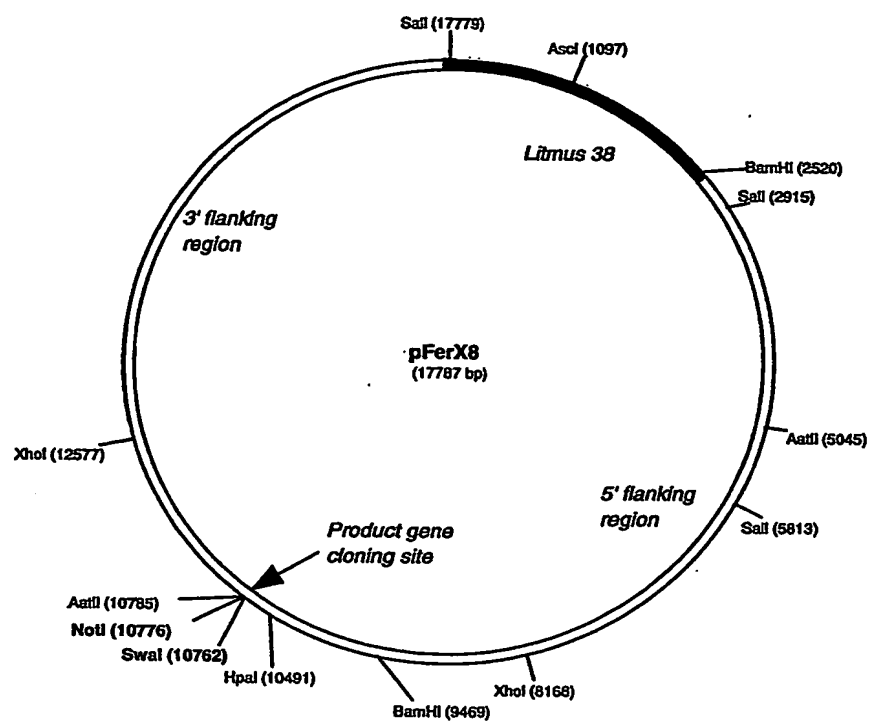 SalI (17779)
AscI (1097)
Litmus 38
BamHI (2520)
SalI (2915)
3' flanking
region
pFerX8
(17787 bp)
XhoI (12577)
AatII (5045)
5' flanking
region
SalI (5813)
Product gene
cloning site
AatII (10785)
NotI (10776)
SwaI (10762)
HpaI (10491)
XhoI (8168)
BamHI (9469)